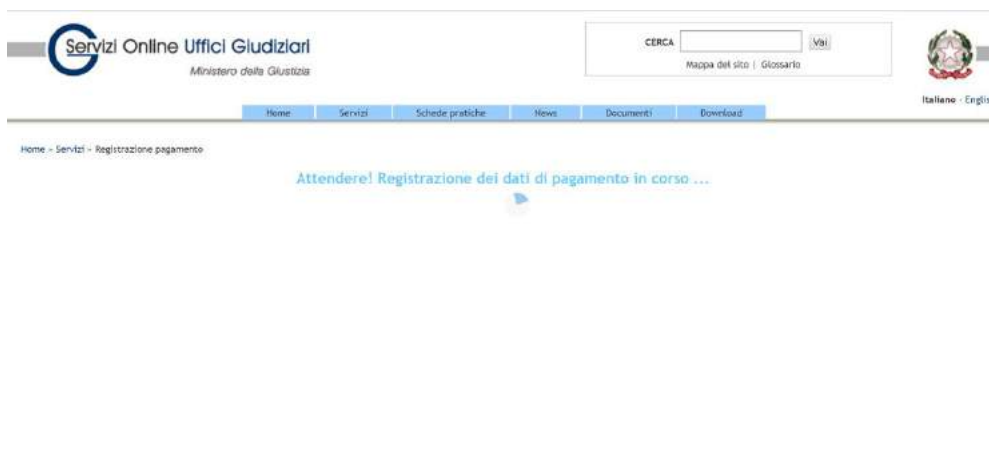 Servizi Online Uffici Giudiziari
Ministero della Giustizia
CERCA
Vai
Mappa del sito | Glossario
Italiano - Englis
Home Servizi Schede pratiche News Documenti Download
Home » Servizi » Registrazione pagamento
Attendere! Registrazione dei dati di pagamento in corso ...